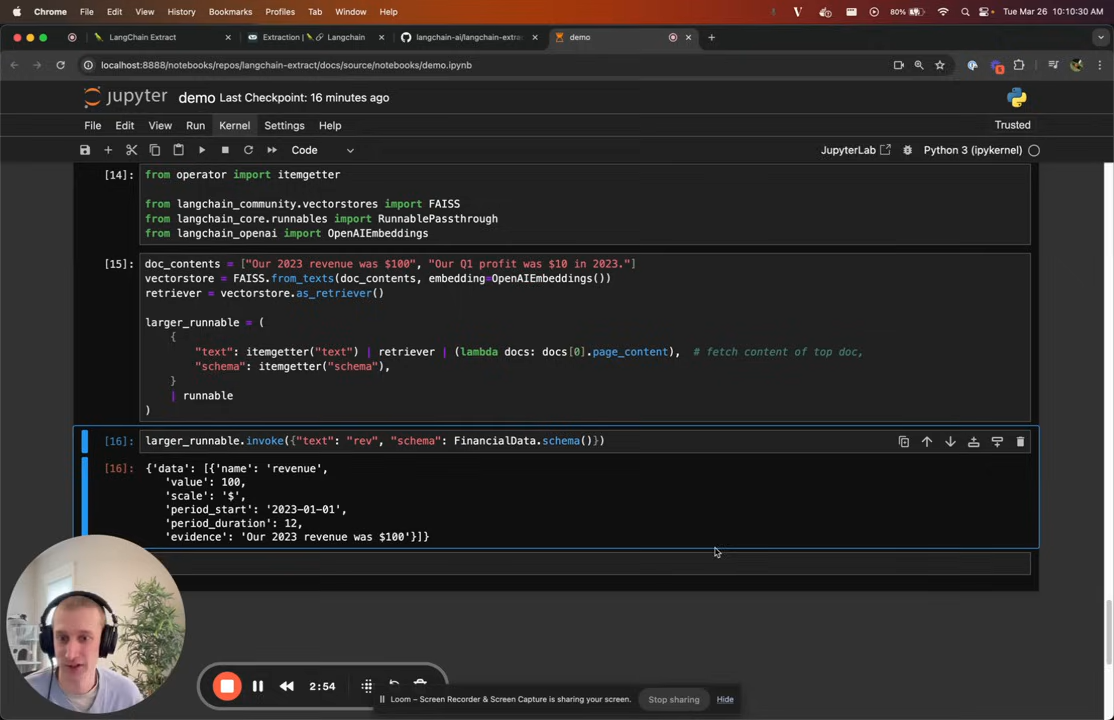 Chrome File Edit View History Bookmarks Profiles Tab Window Help 80% Tue Mar 26 10:10:30 AM
LangChain Extract Extraction | Langchain langchain-ai/langchain-extra demo
localhost:8888/notebooks/repos/langchain-extract/docs/source/notebooks/demo.ipynb
jupyter demo Last Checkpoint: 16 minutes ago
File Edit View Run Kernel Settings Help Trusted
Code JupyterLab Python 3 (ipykernel)
[14]: from operator import itemgetter
from langchain_community.vectorstores import FAISS
from langchain_core.runnables import RunnablePassthrough
from langchain_openai import OpenAIEmbeddings
[15]: doc_contents = ["Our 2023 revenue was $100", "Our Q1 profit was $10 in 2023."]
vectorstore = FAISS.from_texts(doc_contents, embedding=OpenAIEmbeddings())
retriever = vectorstore.as_retriever()
larger_runnable = (
{
"text": itemgetter("text") | retriever | (lambda docs: docs[0].page_content), # fetch content of top doc,
"schema": itemgetter("schema"),
}
| runnable
)
[16]: larger_runnable.invoke({"text": "rev", "schema": FinancialData.schema()})
[16]: {'data': [{'name': 'revenue',
'value': 100,
'scale': '$',
'period_start': '2023-01-01',
'period_duration': 12,
'evidence': 'Our 2023 revenue was $100'}]}
2:54
Loom – Screen Recorder & Screen Capture is sharing your screen. Stop sharing Hide